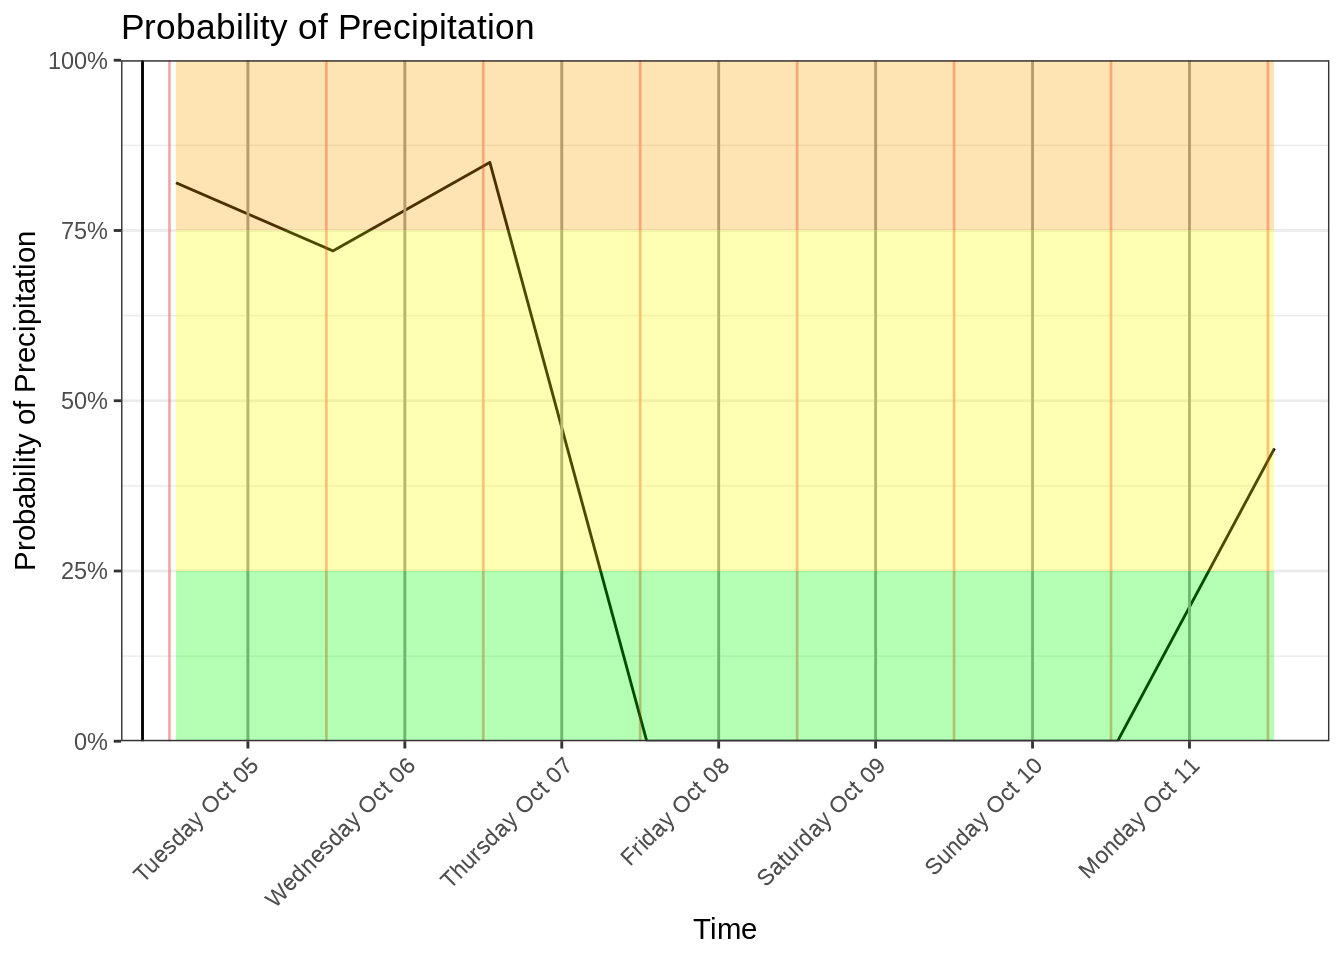 Probability of Precipitation
Probability of Precipitation
100%
75%
50%
25%
0%
Tuesday Oct 05
Wednesday Oct 06
Thursday Oct 07
Friday Oct 08
Saturday Oct 09
Sunday Oct 10
Monday Oct 11
Time